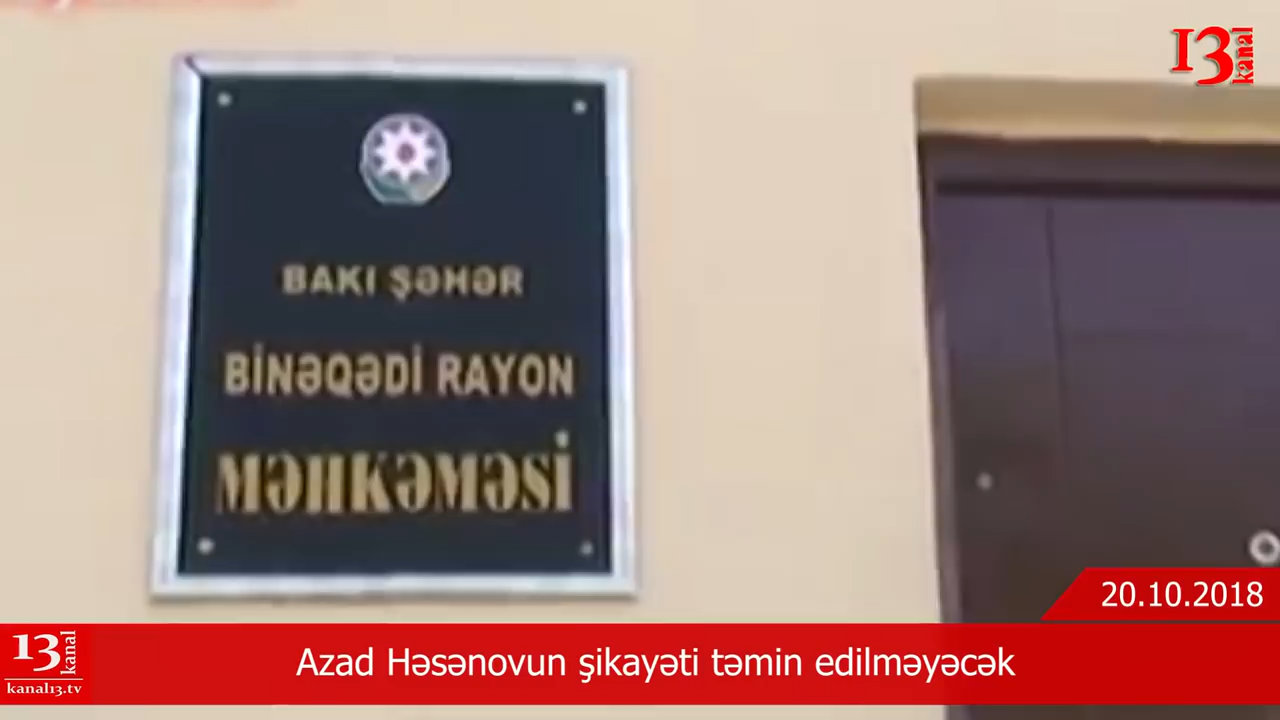 13 kanal
BAKI ŞƏHƏR
BİNƏQƏDİ RAYON
MƏHKƏMƏSİ
20.10.2018
13 kanal
kanal13.tv
Azad Həsənovun şikayəti təmin edilməyəcək